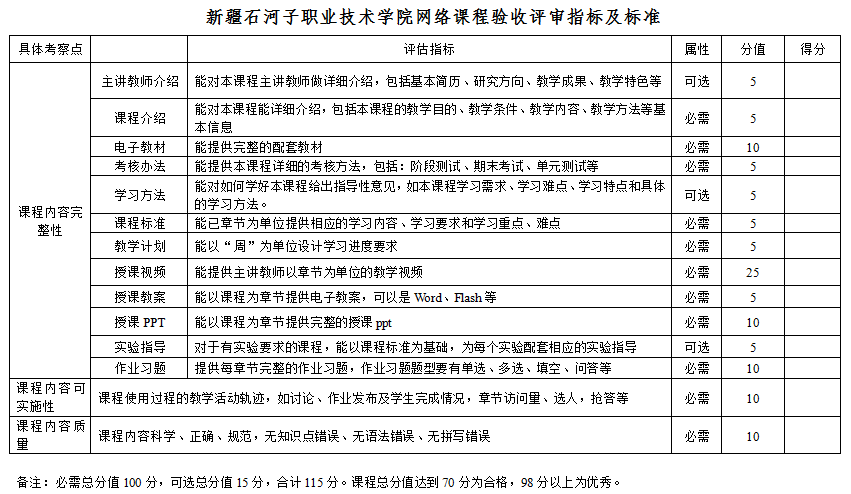 新疆石河子职业技术学院网络课程验收评审指标及标准
具体考察点 评估指标 属性 分值 得分
课程内容完
整性
主讲教师介绍 能对本课程主讲教师做详细介绍，包括基本简历、研究方向、教学成果、教学特色等 可选 5
课程介绍 能对本课程能详细介绍，包括本课程的教学目的、教学条件、教学内容、教学方法等基
本信息 必需 5
电子教材 能提供完整的配套教材 必需 10
考核办法 能提供本课程详细的考核方法，包括：阶段测试、期末考试、单元测试等 必需 5
学习方法 能对如何学好本课程给出指导性意见，如本课程学习需求、学习难点、学习特点和具体
的学习方法。 可选 5
课程标准 能已章节为单位提供相应的学习内容、学习要求和学习重点、难点 必需 5
教学计划 能以“周”为单位设计学习进度要求 必需 5
授课视频 能提供主讲教师以章节为单位的教学视频 必需 25
授课教案 能以课程为章节提供电子教案，可以是 Word、Flash 等 必需 5
授课 PPT 能以课程为章节提供完整的授课 ppt 必需 10
实验指导 对于有实验要求的课程，能以课程标准为基础，为每个实验配套相应的实验指导 可选 5
作业习题 提供每章节完整的作业习题，作业习题题型要有单选、多选、填空、问答等 必需 10
课程内容可
实施性
课程使用过程的教学活动轨迹，如讨论、作业发布及学生完成情况，章节访问量、选人，抢答等 必需 10
课程内容质
量
课程内容科学、正确、规范，无知识点错误、无语法错误、无拼写错误 必需 10
备注：必需总分值 100 分，可选总分值 15 分，合计 115 分。课程总分值达到 70 分为合格，98 分以上为优秀。